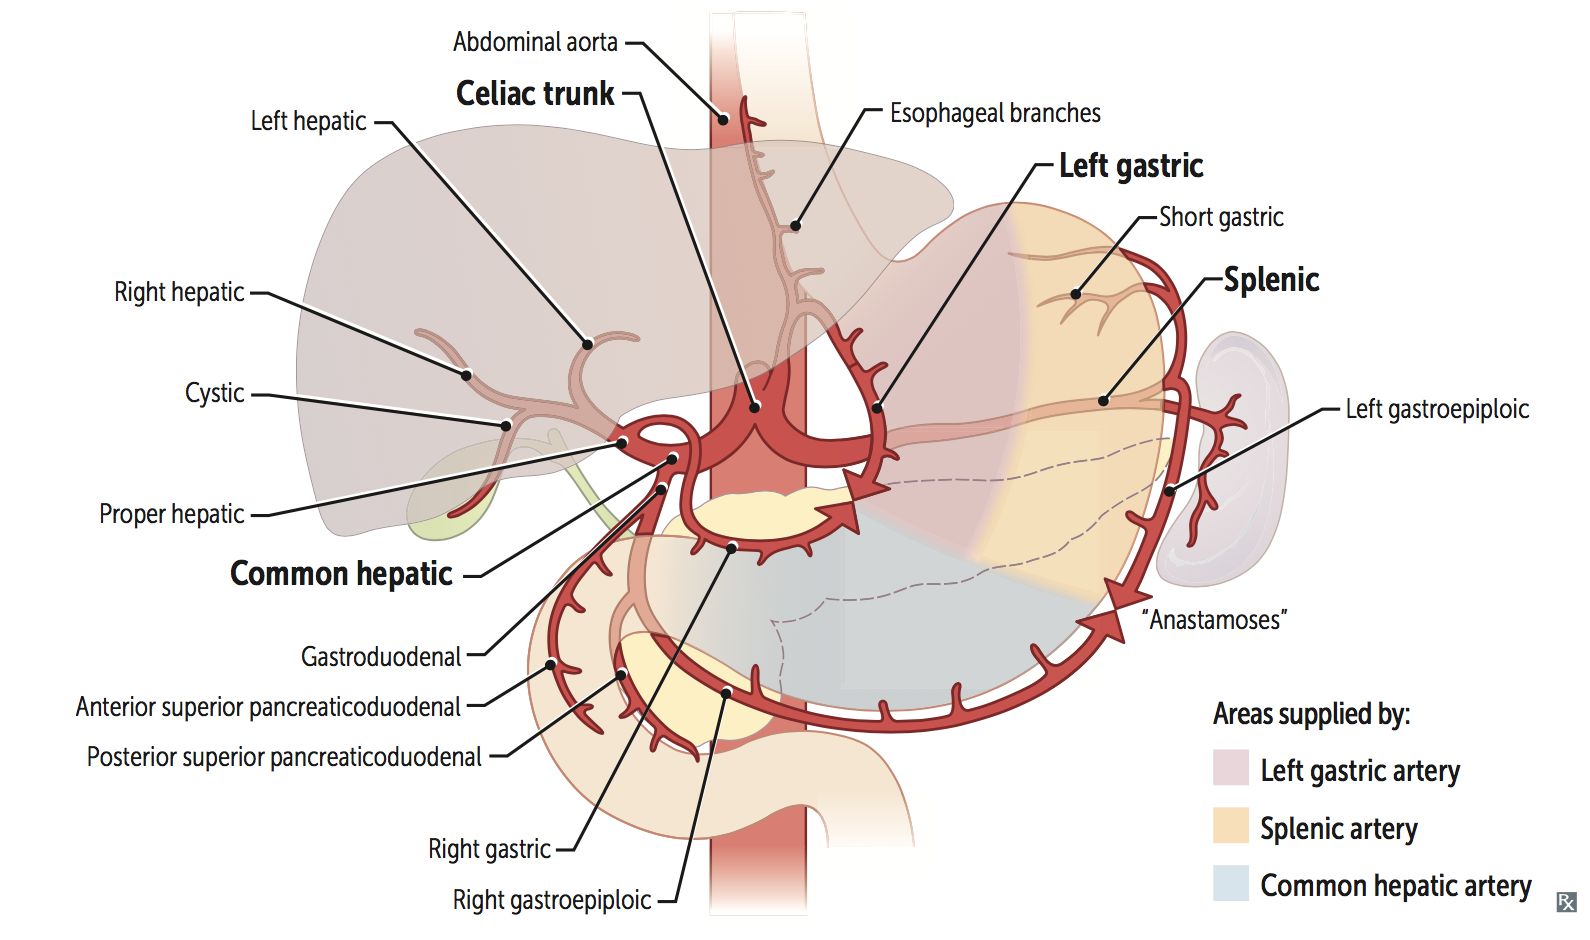 Abdominal aorta
Celiac trunk
Left hepatic
Esophageal branches
Left gastric
Short gastric
Splenic
Right hepatic
Cystic
Left gastroepiploic
Proper hepatic
Common hepatic
"Anastamoses"
Gastroduodenal
Anterior superior pancreaticoduodenal
Posterior superior pancreaticoduodenal
Right gastric
Right gastroepiploic
Areas supplied by:
Left gastric artery
Splenic artery
Common hepatic artery
Rx